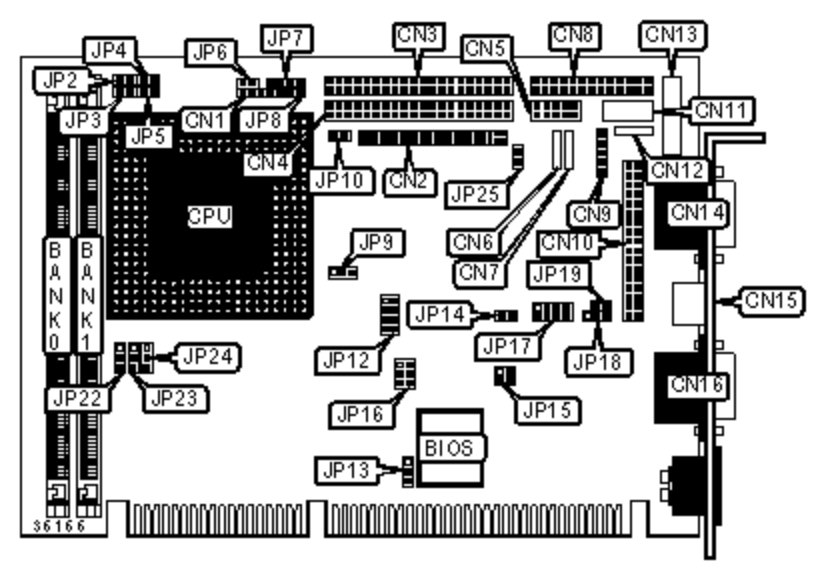 JP4
JP6
JP7
CN3
CN5
CN8
CN13
JP2
JP3
JP5
CN1
JP8
CN4
JP10
CN2
JP25
CN11
CN12
CN9
CN14
CPU
CN6
CN7
CN10
JP9
JP19
CN15
BANK0
BANK1
JP14
JP17
JP18
JP12
JP24
JP22
JP23
JP16
JP15
CN16
BIOS
JP13
36166